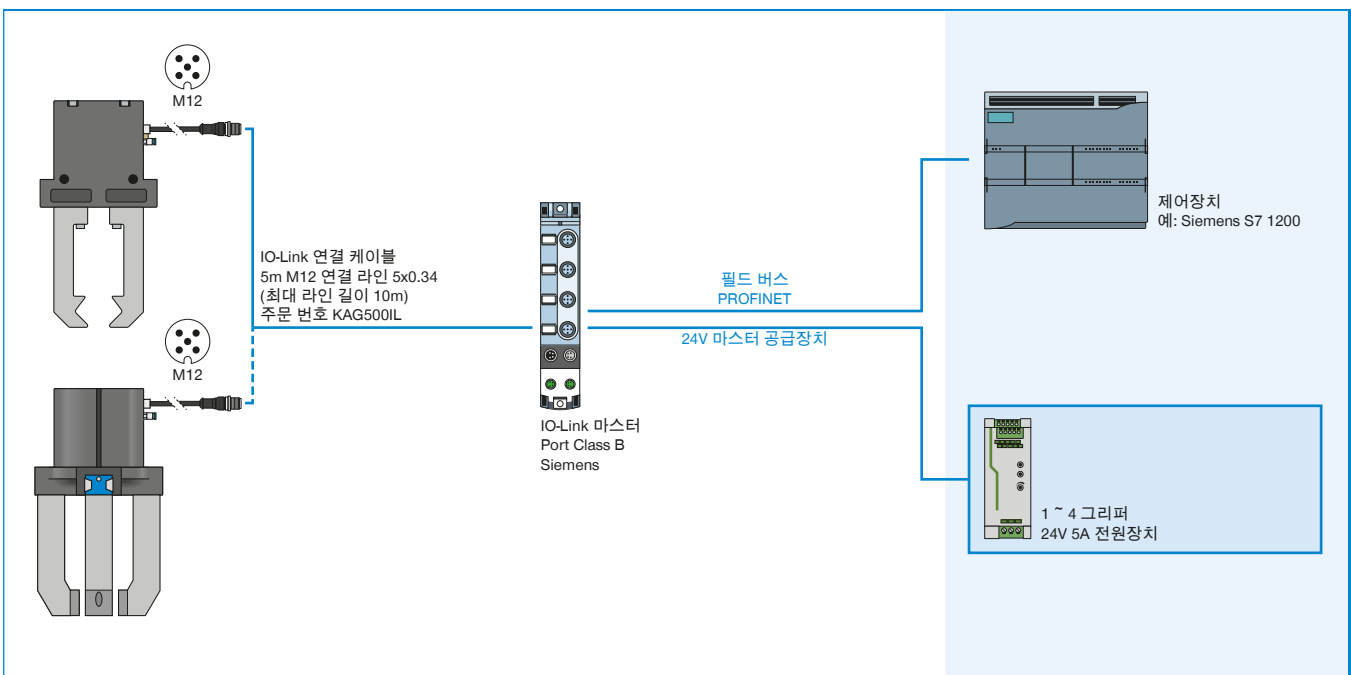 M12
IO-Link 연결 케이블
5m M12 연결 라인 5x0.34
(최대 라인 길이 10m)
주문 번호 KAG500IL
M12
IO-Link 마스터
Port Class B
Siemens
필드 버스
PROFINET
24V 마스터 공급장치
제어장치
예: Siemens S7 1200
1 ~ 4 그리퍼
24V 5A 전원장치